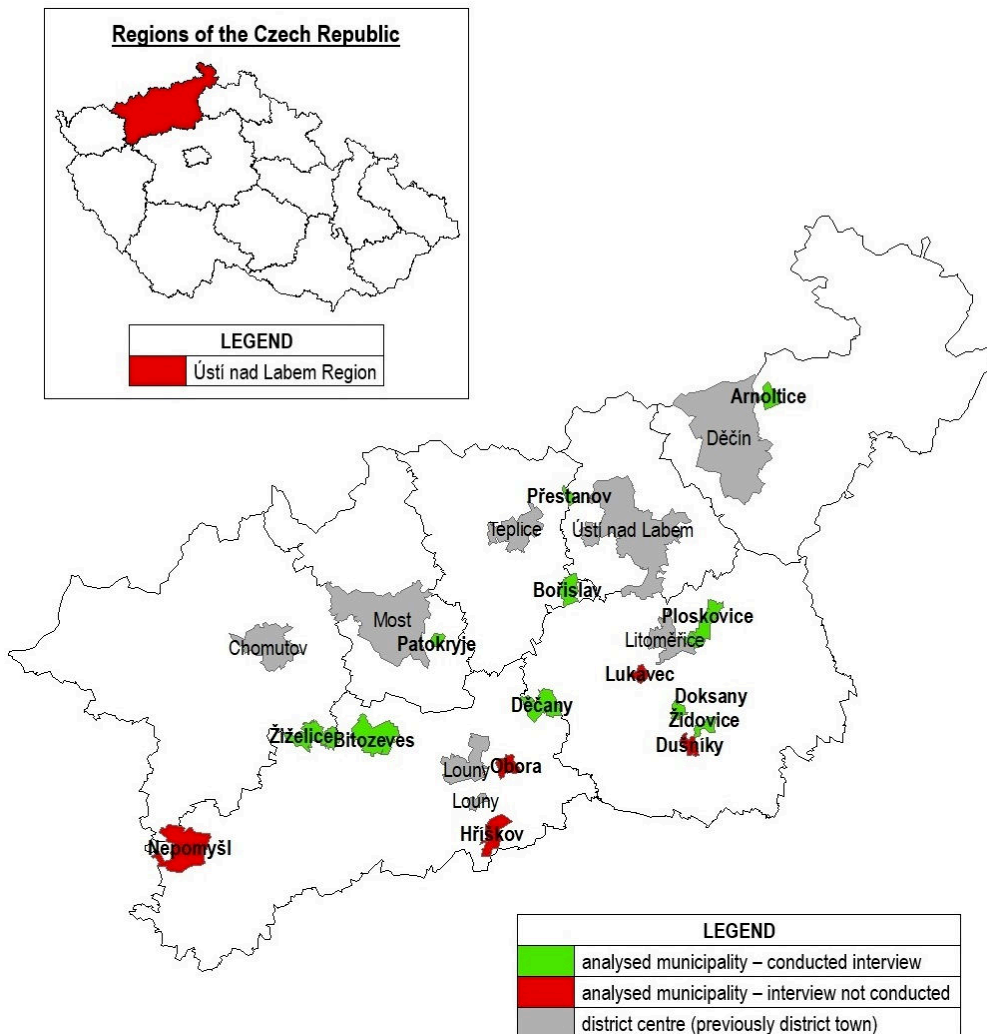 Regions of the Czech Republic
LEGEND
Ústí nad Labem Region
Arnoltice
Děčín
Přestanov
Teplice
Ústí nad Labem
Bořislav
Ploskovice
Most
Litoměřice
Chomutov
Patokryje
Lukavec
Doksany
Děčany
Židovice
Žiželice
Bitozeves
Dušníky
Obora
Louny
Louny
Hříškov
Nepomyšl
LEGEND
analysed municipality – conducted interview
analysed municipality – interview not conducted
district centre (previously district town)